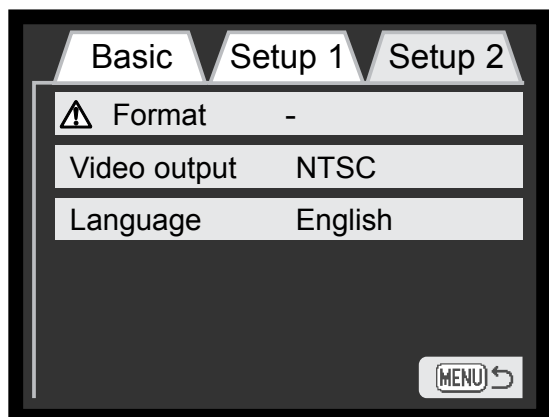 Basic Setup 1 Setup 2
Format -
Video output NTSC
Language English
MENU